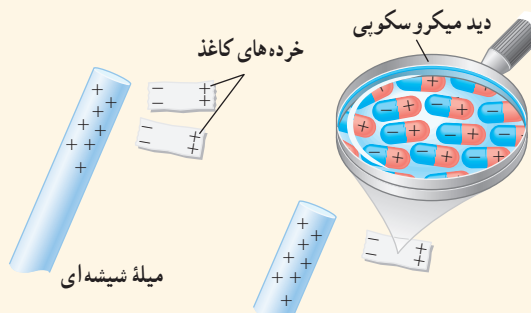 دید میکروسکوپی
خرده‌های کاغذ
میلهٔ شیشه‌ای